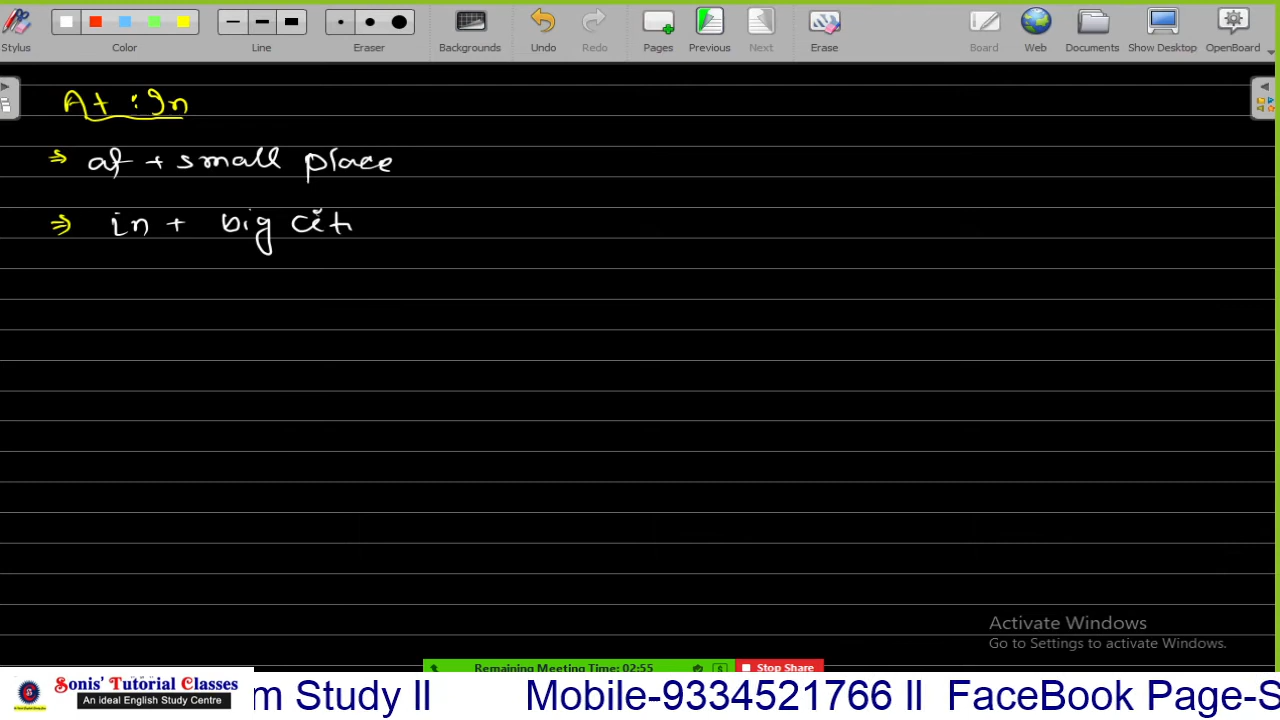 Stylus
Color
Line
Eraser
Backgrounds
Undo
Redo
Pages
Previous
Next
Erase
Board
Web
Documents
Show Desktop
OpenBoard
At : In
⇒ at + small place
⇒ in + big cit
Activate Windows
Go to Settings to activate Windows.
Remaining Meeting Time: 02:55
Stop Share
Sonis' Tutorial Classes
An ideal English Study Centre
m Study ll Mobile-9334521766 ll FaceBook Page-S